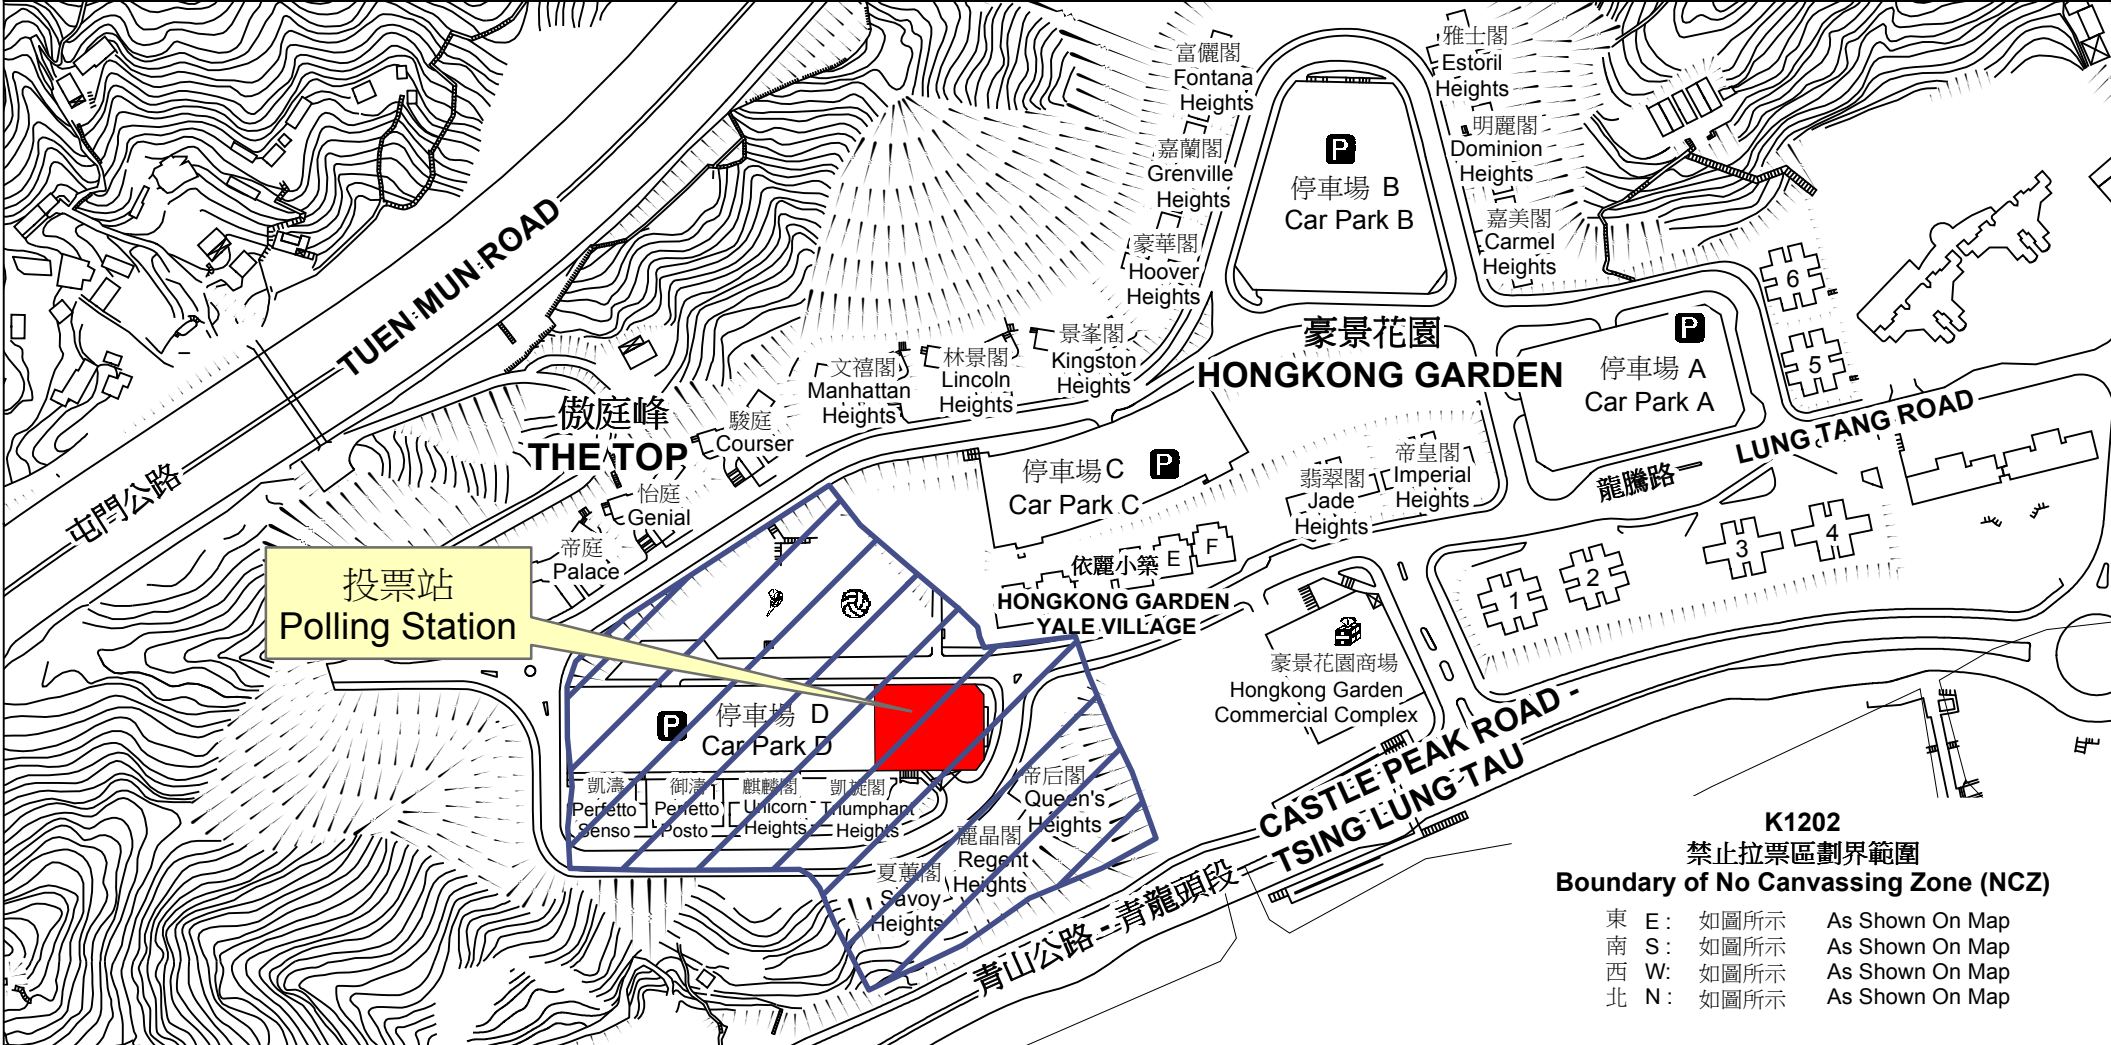 富儷閣
Fontana
Heights
雅士閣
Estoril
Heights
嘉蘭閣
Grenville
Heights
明麗閣
Dominion
Heights
P
停車場 B
Car Park B
豪華閣
Hoover
Heights
嘉美閣
Carmel
Heights
6
5
TUEN MUN ROAD
屯門公路
豪景花園
HONGKONG GARDEN
P
停車場 A
Car Park A
文禧閣
Manhattan
Heights
林景閣
Lincoln
Heights
景峯閣
Kingston
Heights
傲庭峰
THE TOP
駿庭
Courser
怡庭
Genial
帝庭
Palace
停車場 C
P
Car Park C
翡翠閣
Jade
Heights
帝皇閣
Imperial
Heights
LUNG TANG ROAD
龍騰路
依麗小築
E
F
HONGKONG GARDEN
YALE VILLAGE
1
2
3
4
投票站
Polling Station
豪景花園商場
Hongkong Garden
Commercial Complex
P
停車場 D
Car Park D
凱濤
Perfetto
Senso
御濤
Perfetto
Posto
麒麟閣
Unicorn
Heights
凱旋閣
Triumphant
Heights
帝后閣
Queen's
Heights
麗晶閣
Regent
Heights
夏蕙閣
Savoy
Heights
CASTLE PEAK ROAD -
TSING LUNG TAU
青山公路 - 青龍頭段
K1202
禁止拉票區劃界範圍
Boundary of No Canvassing Zone (NCZ)
東 E : 如圖所示 As Shown On Map
南 S : 如圖所示 As Shown On Map
西 W: 如圖所示 As Shown On Map
北 N : 如圖所示 As Shown On Map